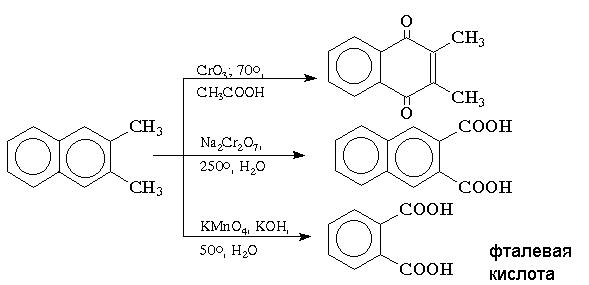 O
CH₃
CH₃
O
CrO₃; 70º,
CH₃COOH
CH₃
CH₃
Na₂Cr₂O₇,
250º, H₂O
COOH
COOH
KMnO₄, KOH,
50º, H₂O
COOH
COOH
фталевая
кислота